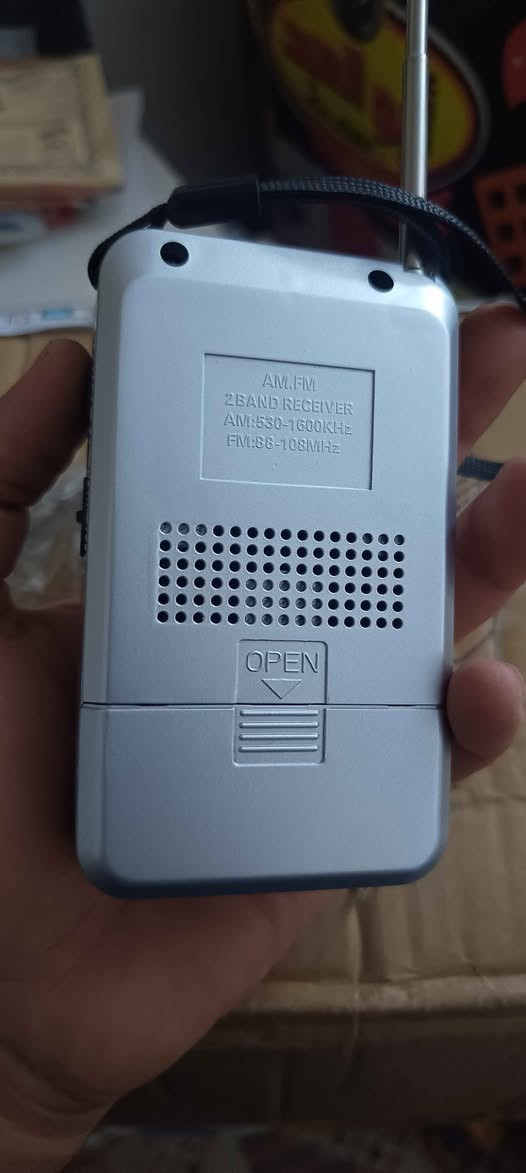 AM.FM
2BAND RECEIVER
AM:530-1600KHz
FM:88-108MHz
OPEN